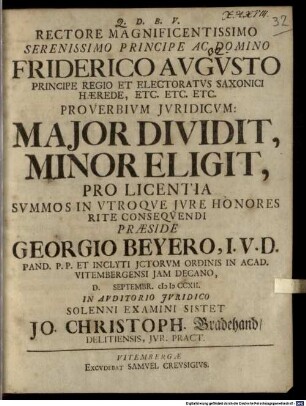 Q. D. B. V.
32
RECTORE MAGNIFICENTISSIMO
SERENISSIMO PRINCIPE AC DOMINO
FRIDERICO AVGVSTO
PRINCIPE REGIO ET ELECTORATVS SAXONICI
HÆREDE, ETC. ETC. ETC.
PROVERBIVM JVRIDICVM:
MAJOR DIVIDIT,
MINOR ELIGIT,
PRO LICENTIA
SVMMOS IN VTROQVE JVRE HONORES
RITE CONSEQVENDI
PRÆSIDE
GEORGIO BEYERO, I.V.D.
PAND. P. P. ET INCLYTI JCTORVM ORDINIS IN ACAD.
VITEMBERGENSI JAM DECANO,
D. SEPTEMBR. cIɔ Iɔ CCXII.
IN AVDITORIO JVRIDICO
SOLENNI EXAMINI SISTET
JO. CHRISTOPH. Bradehand/
DELITIENSIS, JVR. PRACT.
VITEMBERGÆ
EXCVDEBAT SAMVEL CREVSIGIVS.